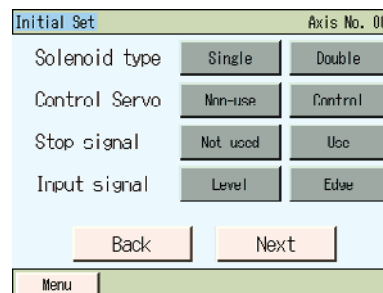 Initial Set Axis No. 00
Solenoid type Single Double
Control Servo Non-use Control
Stop signal Not used Use
Input signal Level Edge
Back Next
Menu